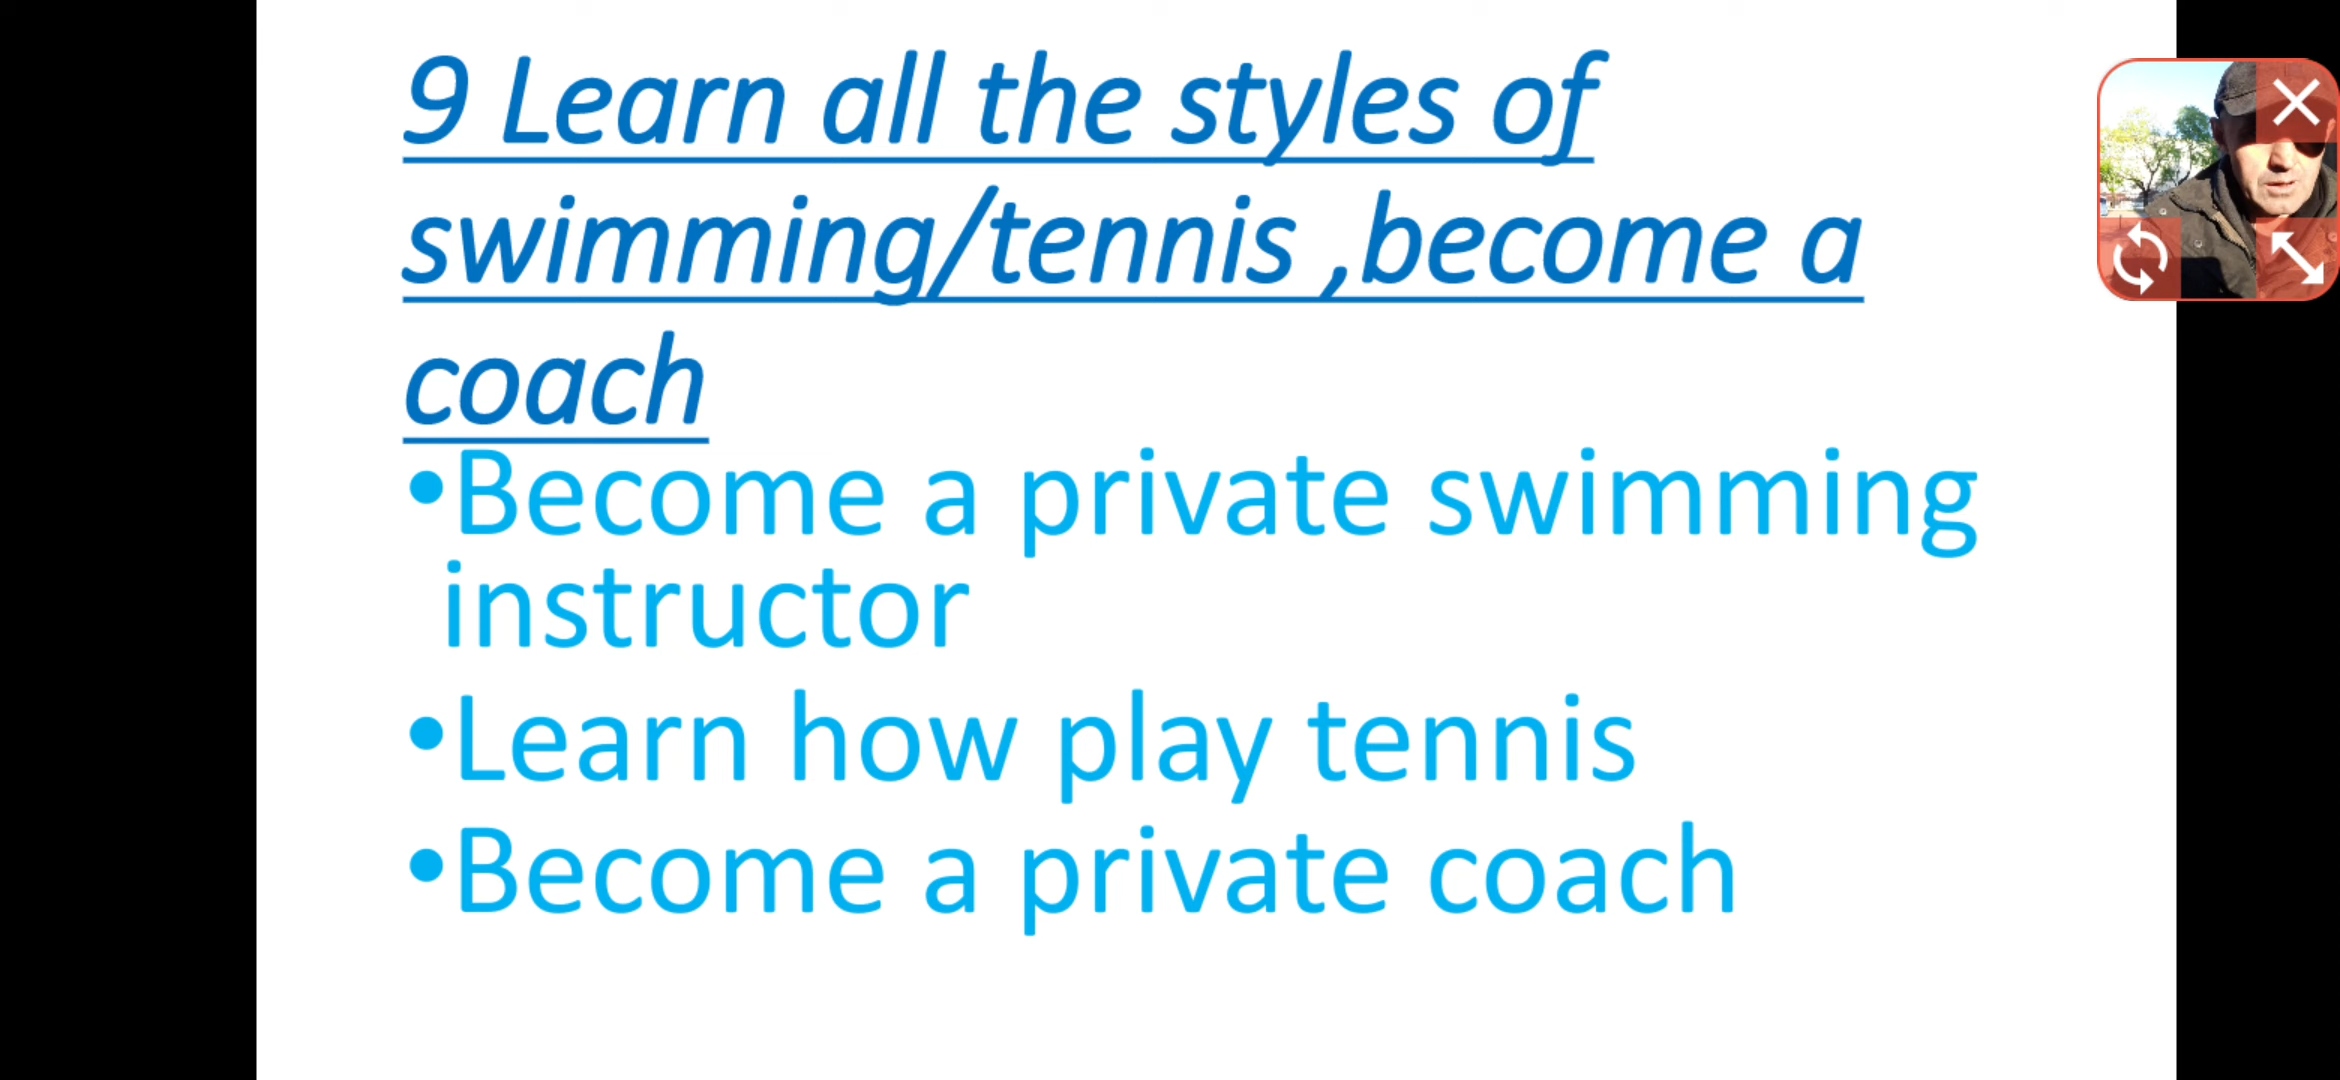 9 Learn all the styles of
swimming/tennis ,become a
coach
•Become a private swimming
instructor
•Learn how play tennis
•Become a private coach